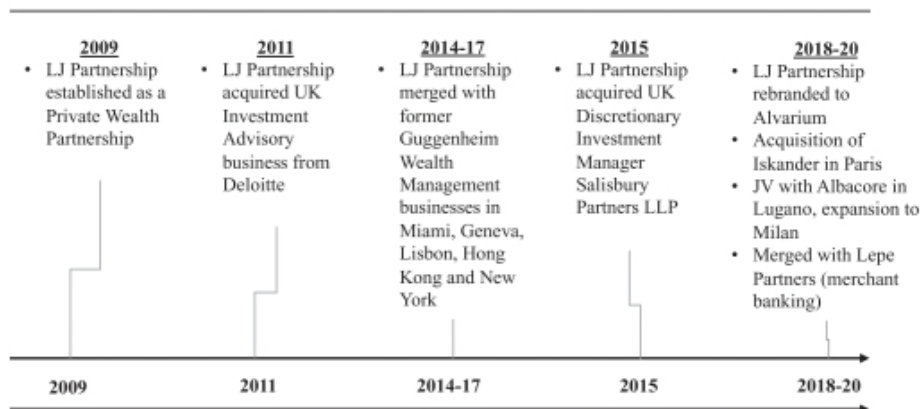 2009
• LJ Partnership
established as a
Private Wealth
Partnership
2011
• LJ Partnership
acquired UK
Investment
Advisory
business from
Deloitte
2014-17
• LJ Partnership
merged with
former
Guggenheim
Wealth
Management
businesses in
Miami, Geneva,
Lisbon, Hong
Kong and New
York
2015
• LJ Partnership
acquired UK
Discretionary
Investment
Manager
Salisbury
Partners LLP
2018-20
• LJ Partnership
rebranded to
Alvarium
• Acquisition of
Iskander in Paris
• JV with Albacore in
Lugano, expansion to
Milan
• Merged with Lepe
Partners (merchant
banking)
2009
2011
2014-17
2015
2018-20